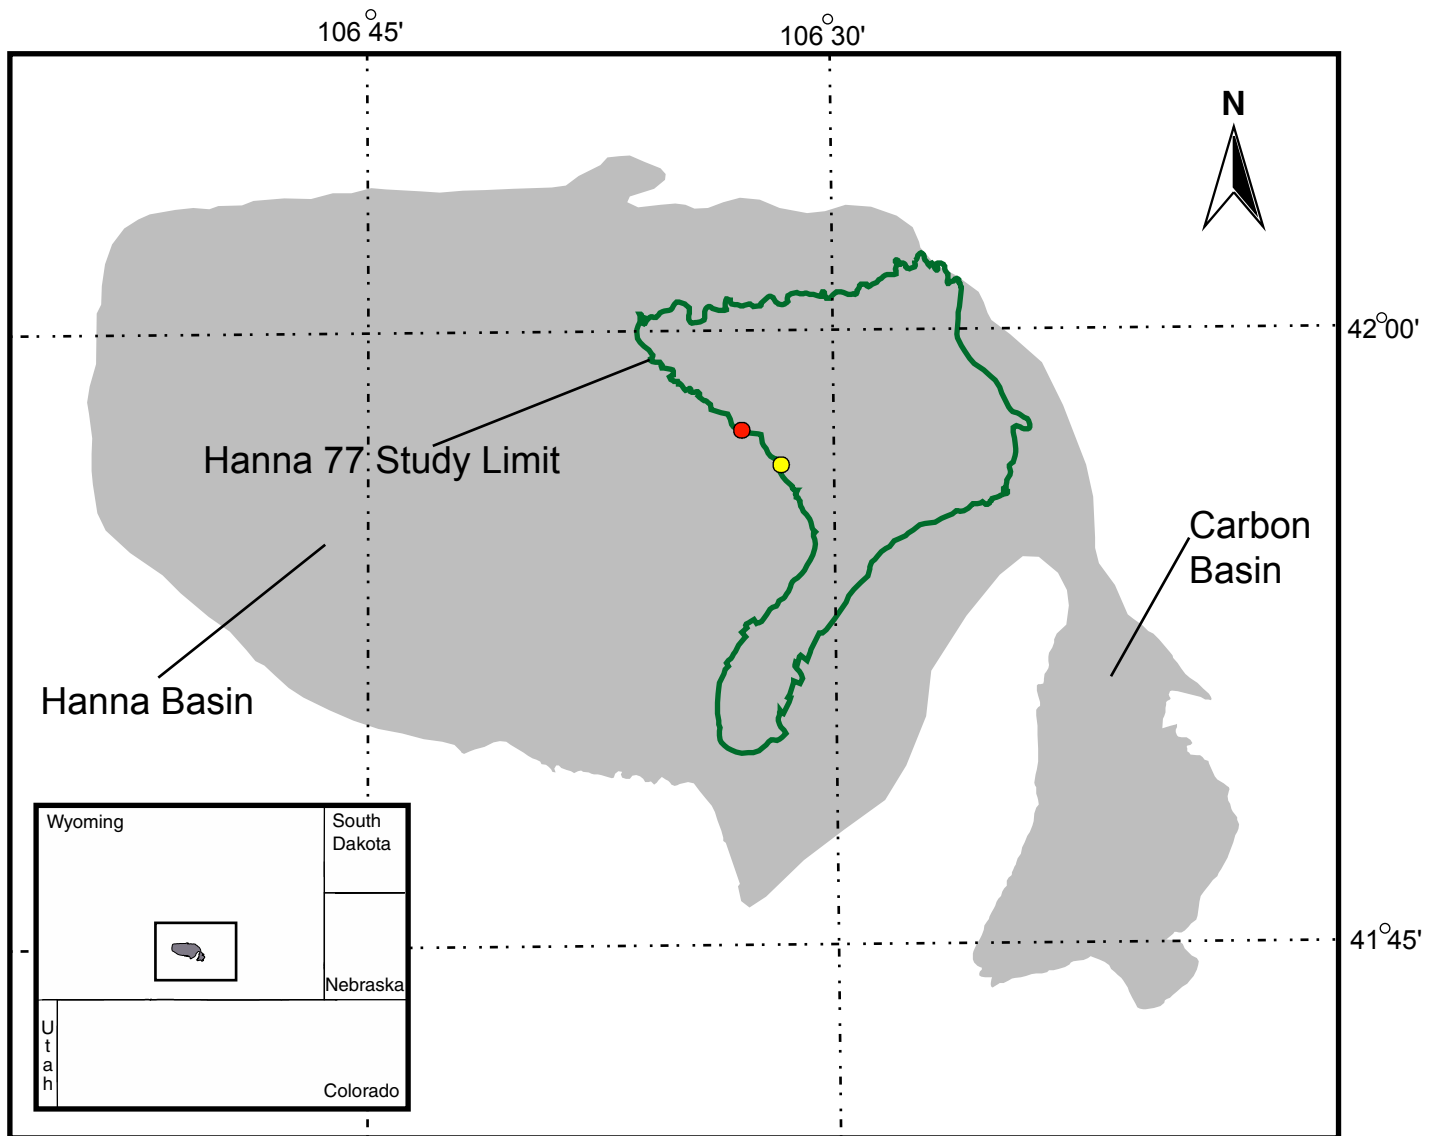 106°45'
106°30'
N
42°00'
Hanna 77 Study Limit
Carbon
Basin
Hanna Basin
Wyoming
South
Dakota
Nebraska
41°45'
U
t
a
h
Colorado